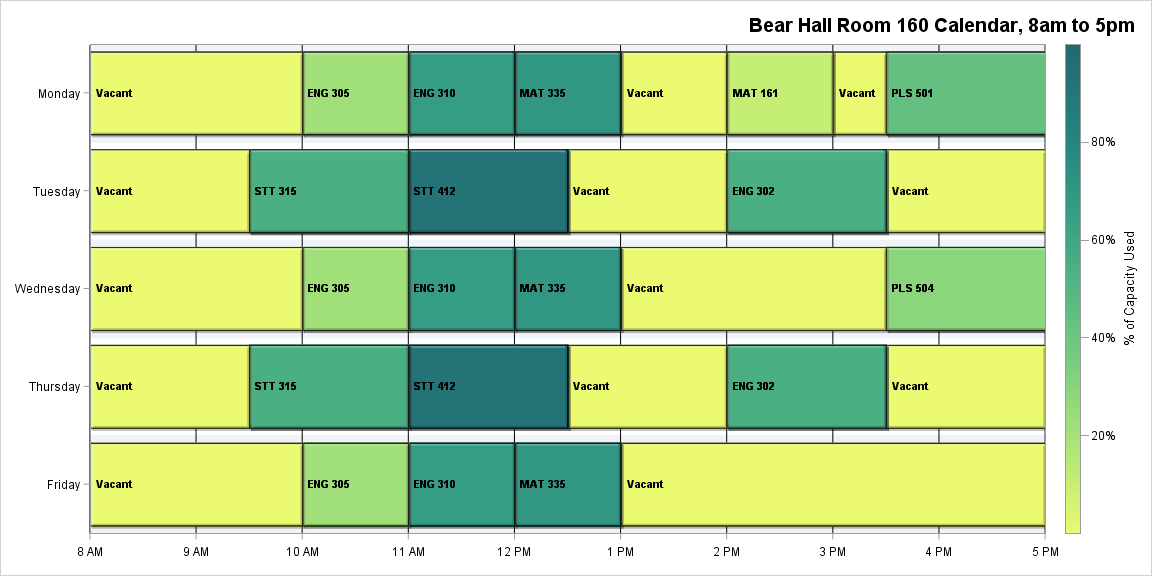 Bear Hall Room 160 Calendar, 8am to 5pm
Monday
Vacant
ENG 305
ENG 310
MAT 335
Vacant
MAT 161
Vacant
PLS 501
Tuesday
Vacant
STT 315
STT 412
Vacant
ENG 302
Vacant
Wednesday
Vacant
ENG 305
ENG 310
MAT 335
Vacant
PLS 504
Thursday
Vacant
STT 315
STT 412
Vacant
ENG 302
Vacant
Friday
Vacant
ENG 305
ENG 310
MAT 335
Vacant
8 AM
9 AM
10 AM
11 AM
12 PM
1 PM
2 PM
3 PM
4 PM
5 PM
80%
60%
40%
20%
% of Capacity Used